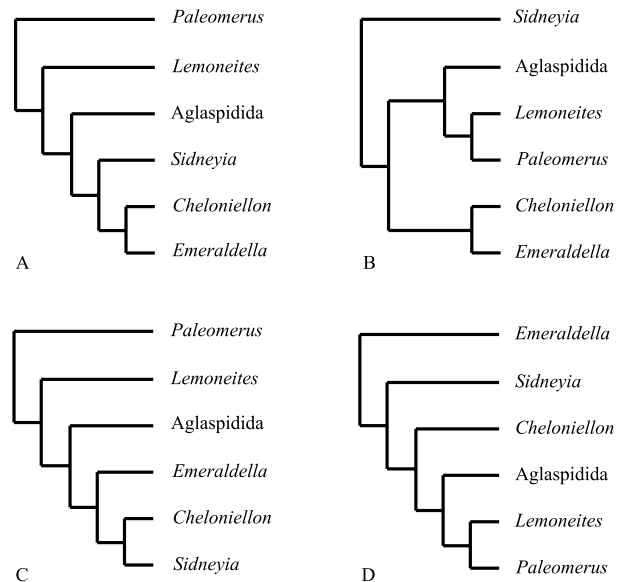 Paleomerus
Lemoneites
Aglaspidida
Sidneyia
Cheloniellon
Emeraldella
A
Sidneyia
Aglaspidida
Lemoneites
Paleomerus
Cheloniellon
Emeraldella
B
Paleomerus
Lemoneites
Aglaspidida
Emeraldella
Cheloniellon
Sidneyia
C
Emeraldella
Sidneyia
Cheloniellon
Aglaspidida
Lemoneites
Paleomerus
D